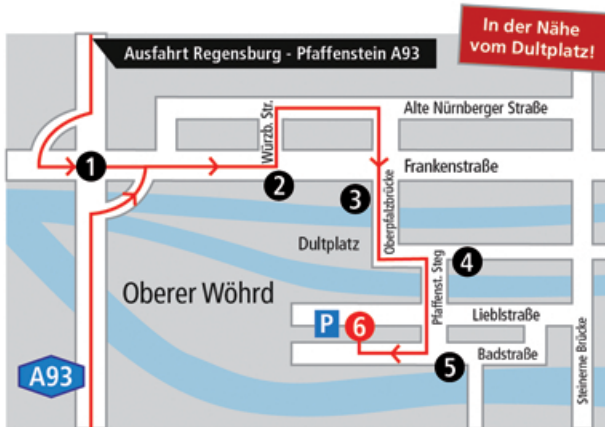 In der Nähe
vom Dultplatz!
Ausfahrt Regensburg - Pfaffenstein A93
Alte Nürnberger Straße
Würzb. Str.
1
Frankenstraße
2
3
Oberpfalzbrücke
Dultplatz
4
Pfaffenst. Steg
Oberer Wöhrd
P
6
Lieblstraße
Badstraße
5
A93
Steinerne Brücke